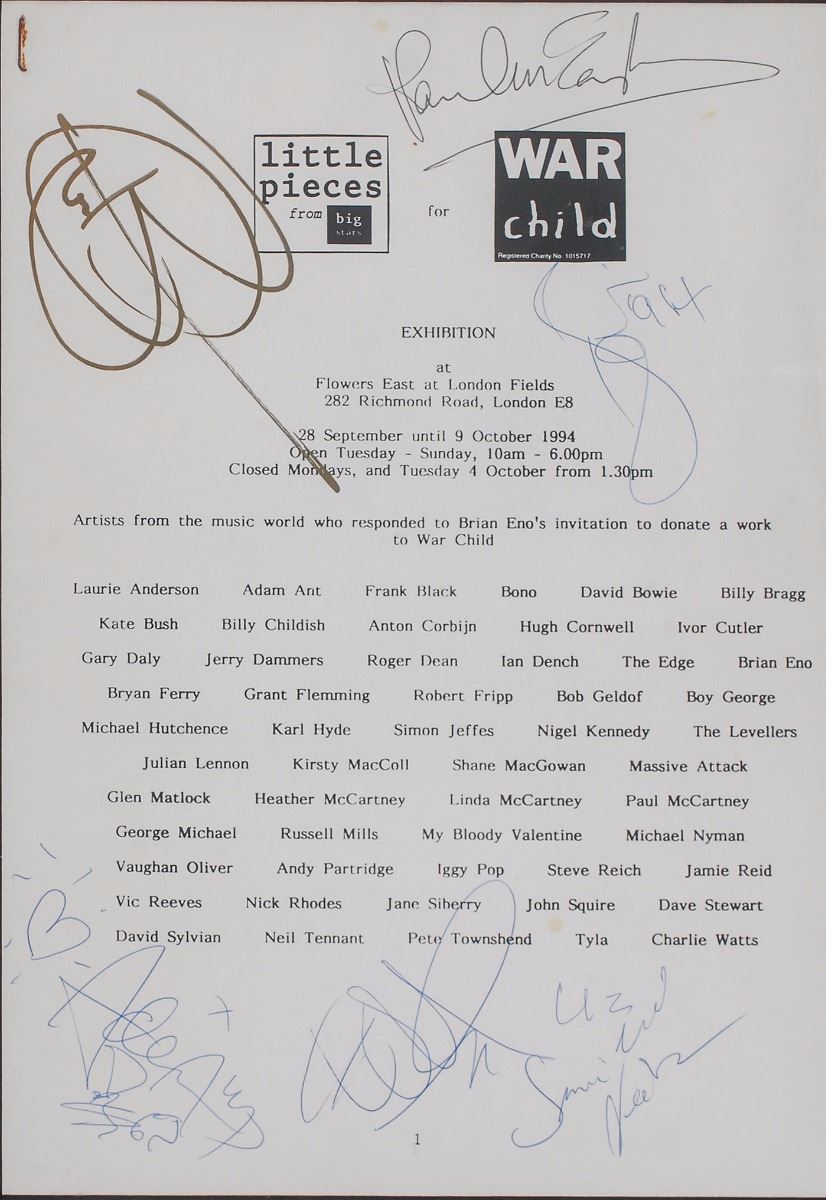 little
pieces
from big
stars
for
WAR
child
Registered Charity No 1015717
EXHIBITION
at
Flowers East at London Fields
282 Richmond Road, London E8
28 September until 9 October 1994
Open Tuesday - Sunday, 10am - 6.00pm
Closed Mondays, and Tuesday 4 October from 1.30pm
Artists from the music world who responded to Brian Eno's invitation to donate a work
to War Child
Laurie Anderson Adam Ant Frank Black Bono David Bowie Billy Bragg
Kate Bush Billy Childish Anton Corbijn Hugh Cornwell Ivor Cutler
Gary Daly Jerry Dammers Roger Dean Ian Dench The Edge Brian Eno
Bryan Ferry Grant Flemming Robert Fripp Bob Geldof Boy George
Michael Hutchence Karl Hyde Simon Jeffes Nigel Kennedy The Levellers
Julian Lennon Kirsty MacColl Shane MacGowan Massive Attack
Glen Matlock Heather McCartney Linda McCartney Paul McCartney
George Michael Russell Mills My Bloody Valentine Michael Nyman
Vaughan Oliver Andy Partridge Iggy Pop Steve Reich Jamie Reid
Vic Reeves Nick Rhodes Jane Siberry John Squire Dave Stewart
David Sylvian Neil Tennant Pete Townshend Tyla Charlie Watts
1